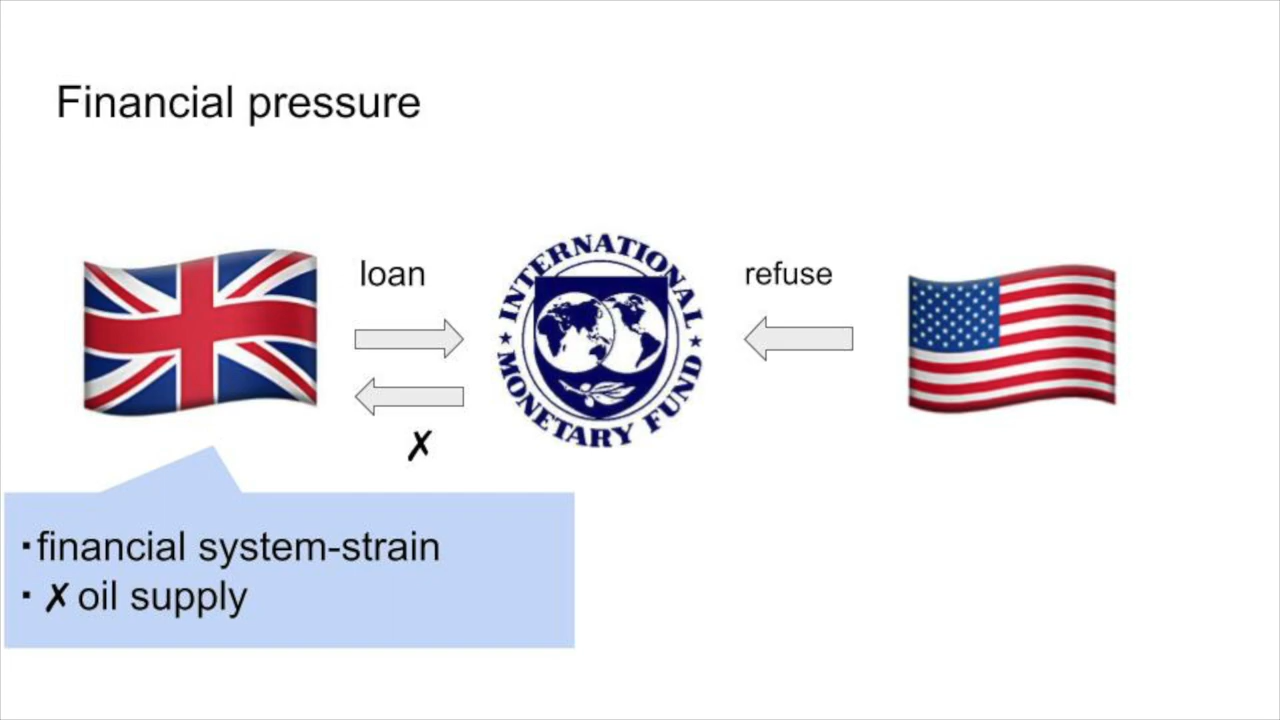 Financial pressure
loan
refuse
INTERNATIONAL
MONETARY FUND
✗
▪financial system-strain
▪ ✗ oil supply